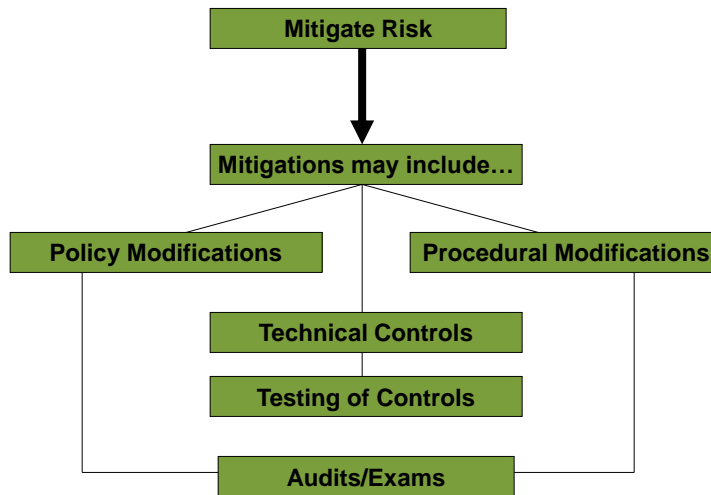 Mitigate Risk
Mitigations may include…
Policy Modifications
Procedural Modifications
Technical Controls
Testing of Controls
Audits/Exams